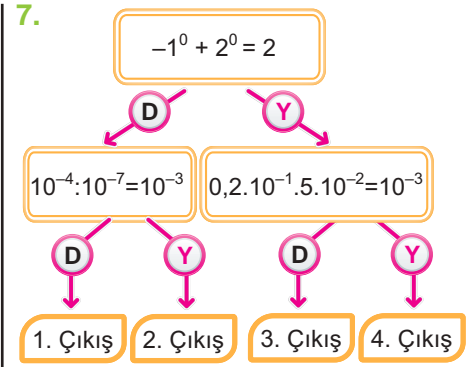 7.
–1⁰ + 2⁰ = 2
D Y
10⁻⁴:10⁻⁷=10⁻³ 0,2.10⁻¹.5.10⁻²=10⁻³
D Y D Y
1. Çıkış 2. Çıkış 3. Çıkış 4. Çıkış